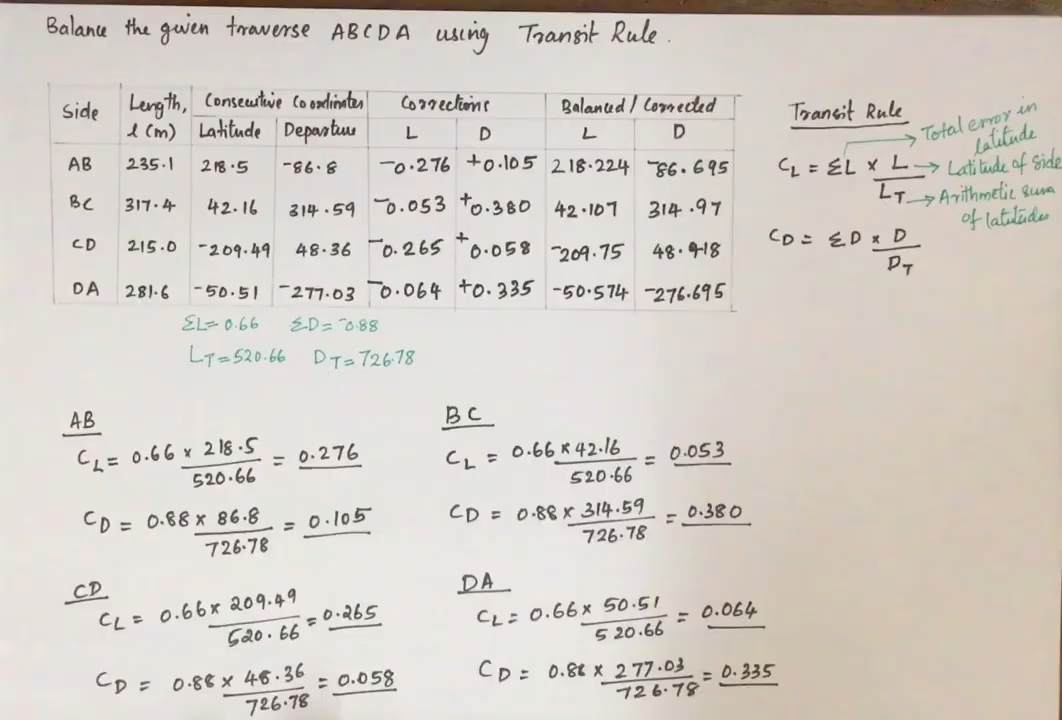 Balance the given traverse ABCDA using Transit Rule.
Side Length, l (m) Consecutive Coordinates Corrections Balanced / Corrected
Latitude Departure L D L D
AB 235.1 218.5 -86.8 -0.276 +0.105 218.224 -86.695
BC 317.4 42.16 314.59 -0.053 +0.380 42.107 314.97
CD 215.0 -209.49 48.36 -0.265 +0.058 -209.75 48.418
DA 281.6 -50.51 -277.03 -0.064 +0.335 -50.574 -276.695
ΣL = 0.66 ΣD = -0.88
LT = 520.66 DT = 726.78
Transit Rule
Total error in latitude
CL = ΣL × L / LT
Latitude of side
Arithmetic sum of latitudes
CD = ΣD × D / DT
AB
CL = 0.66 × 218.5 / 520.66 = 0.276
CD = 0.88 × 86.8 / 726.78 = 0.105
BC
CL = 0.66 × 42.16 / 520.66 = 0.053
CD = 0.88 × 314.59 / 726.78 = 0.380
CD
CL = 0.66 × 209.49 / 520.66 = 0.265
CD = 0.88 × 48.36 / 726.78 = 0.058
DA
CL = 0.66 × 50.51 / 520.66 = 0.064
CD = 0.88 × 277.03 / 726.78 = 0.335